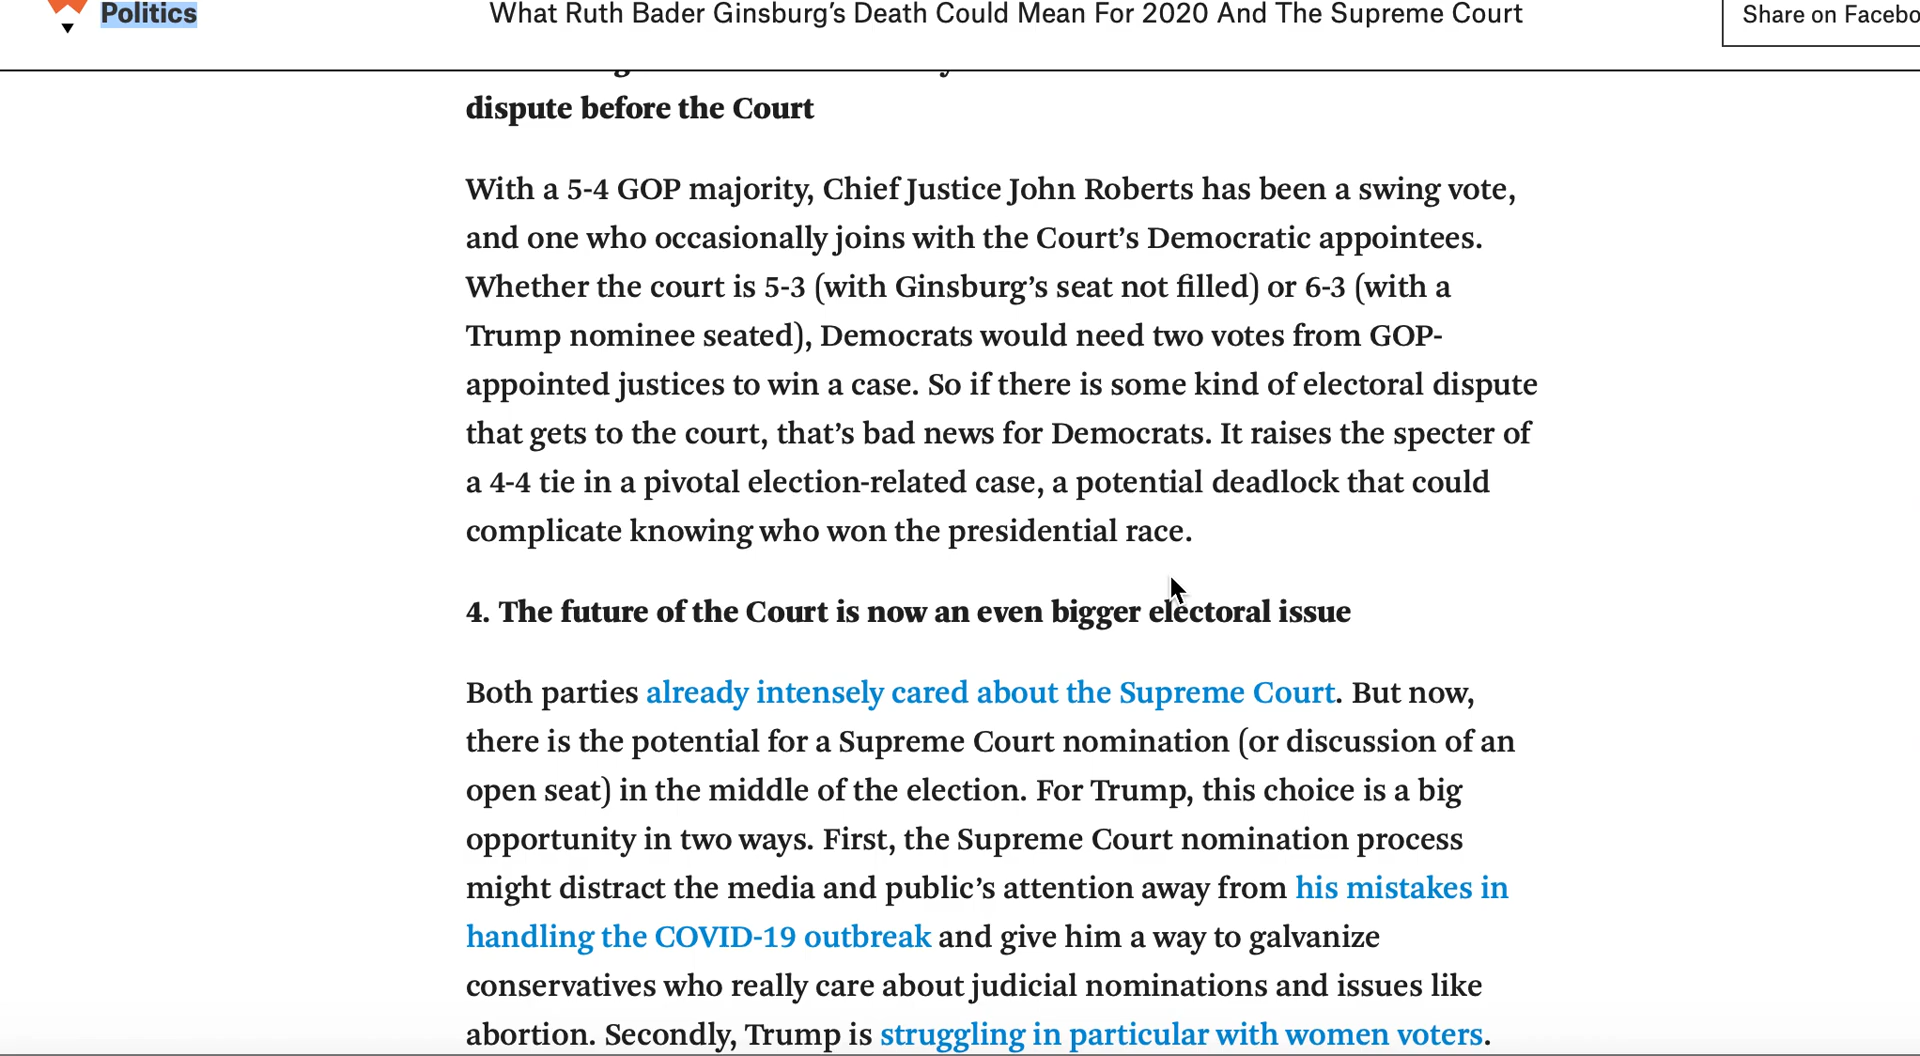 Politics
What Ruth Bader Ginsburg’s Death Could Mean For 2020 And The Supreme Court
Share on Facebo
dispute before the Court
With a 5-4 GOP majority, Chief Justice John Roberts has been a swing vote,
and one who occasionally joins with the Court’s Democratic appointees.
Whether the court is 5-3 (with Ginsburg’s seat not filled) or 6-3 (with a
Trump nominee seated), Democrats would need two votes from GOP-
appointed justices to win a case. So if there is some kind of electoral dispute
that gets to the court, that’s bad news for Democrats. It raises the specter of
a 4-4 tie in a pivotal election-related case, a potential deadlock that could
complicate knowing who won the presidential race.
4. The future of the Court is now an even bigger electoral issue
Both parties already intensely cared about the Supreme Court. But now,
there is the potential for a Supreme Court nomination (or discussion of an
open seat) in the middle of the election. For Trump, this choice is a big
opportunity in two ways. First, the Supreme Court nomination process
might distract the media and public’s attention away from his mistakes in
handling the COVID-19 outbreak and give him a way to galvanize
conservatives who really care about judicial nominations and issues like
abortion. Secondly, Trump is struggling in particular with women voters.